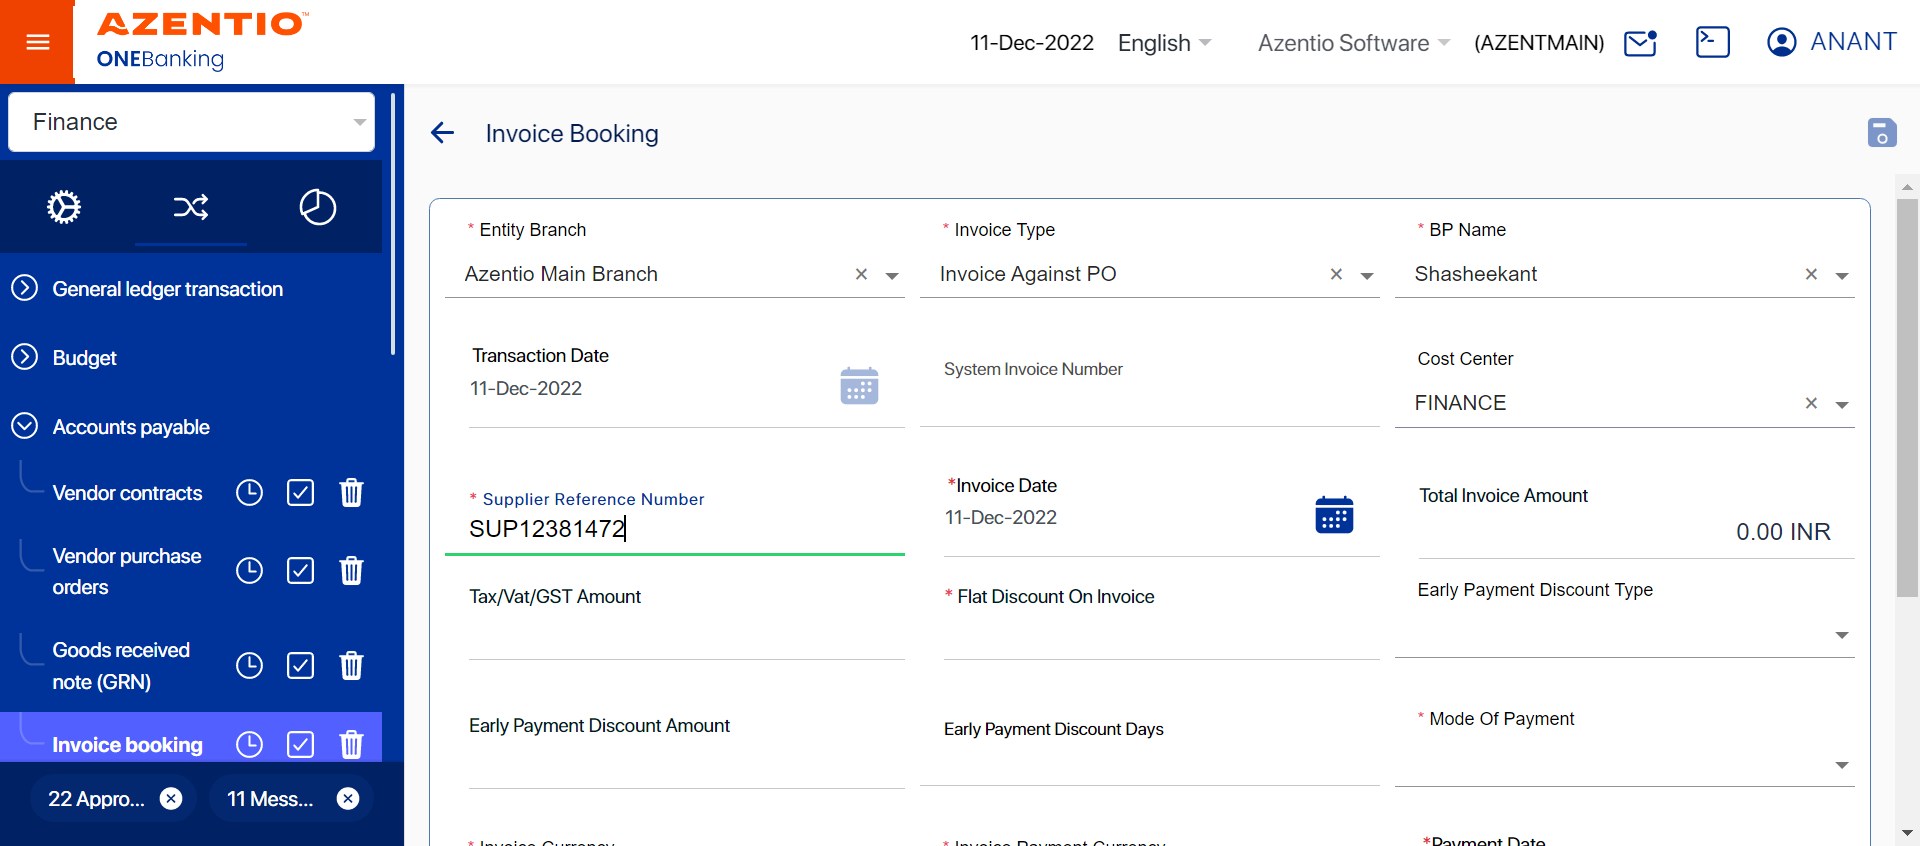 AZENTIO™
ONEBanking
11-Dec-2022
English
Azentio Software
(AZENTMAIN)
ANANT
Finance
General ledger transaction
Budget
Accounts payable
Vendor contracts
Vendor purchase
orders
Goods received
note (GRN)
Invoice booking
22 Appro...
11 Mess...
Invoice Booking
* Entity Branch
Azentio Main Branch
* Invoice Type
Invoice Against PO
* BP Name
Shasheekant
Transaction Date
11-Dec-2022
System Invoice Number
Cost Center
FINANCE
* Supplier Reference Number
SUP12381472
*Invoice Date
11-Dec-2022
Total Invoice Amount
0.00 INR
Tax/Vat/GST Amount
* Flat Discount On Invoice
Early Payment Discount Type
Early Payment Discount Amount
Early Payment Discount Days
* Mode Of Payment
* Invoice Currency
* Invoice Payment Currency
*Payment Date